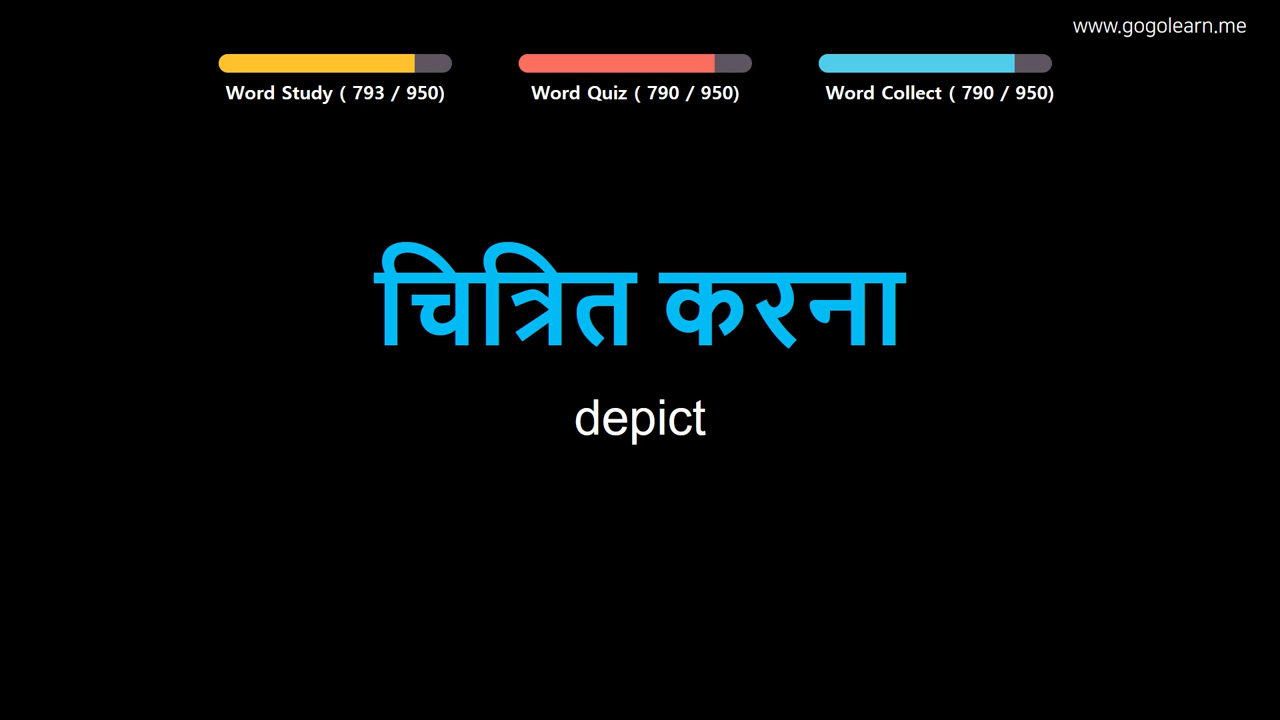 www.gogolearn.me
Word Study ( 793 / 950)
Word Quiz ( 790 / 950)
Word Collect ( 790 / 950)
चित्रित करना
depict